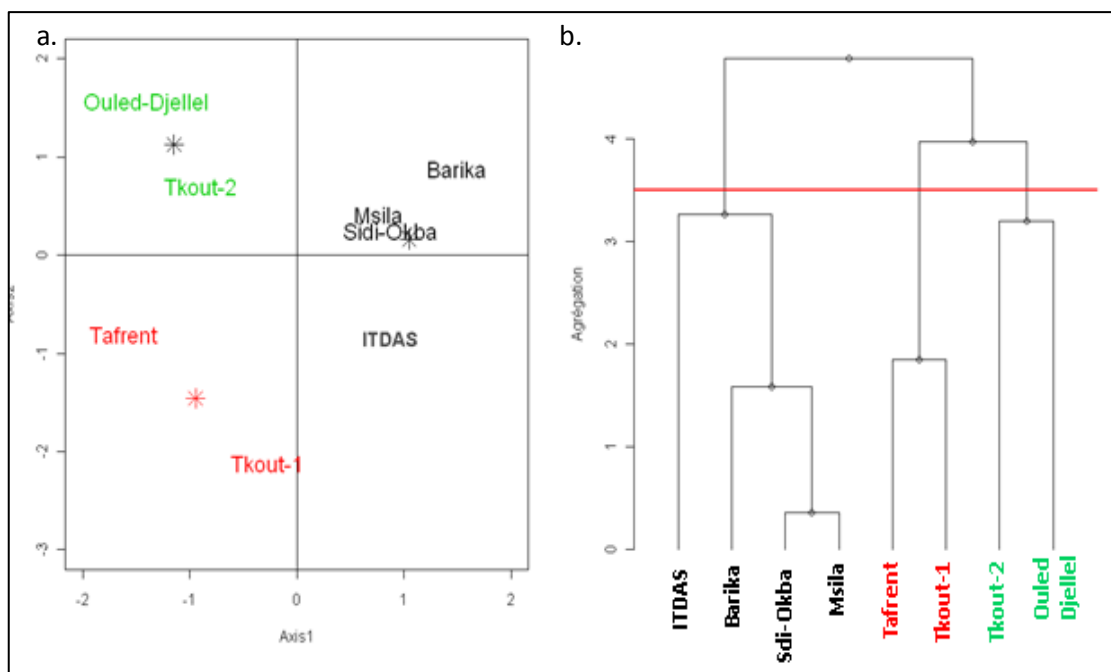 a.
2
1
0
-1
-2
-3
Ouled-Djellel
Tkout-2
Barika
Msila
Sidi-Okba
Tafrent
ITDAS
Tkout-1
-2
-1
0
1
2
Axis1
b.
4
3
2
1
0
Agrégation
ITDAS
Barika
Sdi-Okba
Msila
Tafrent
Tkout-1
Tkout-2
Ouled
Djellel